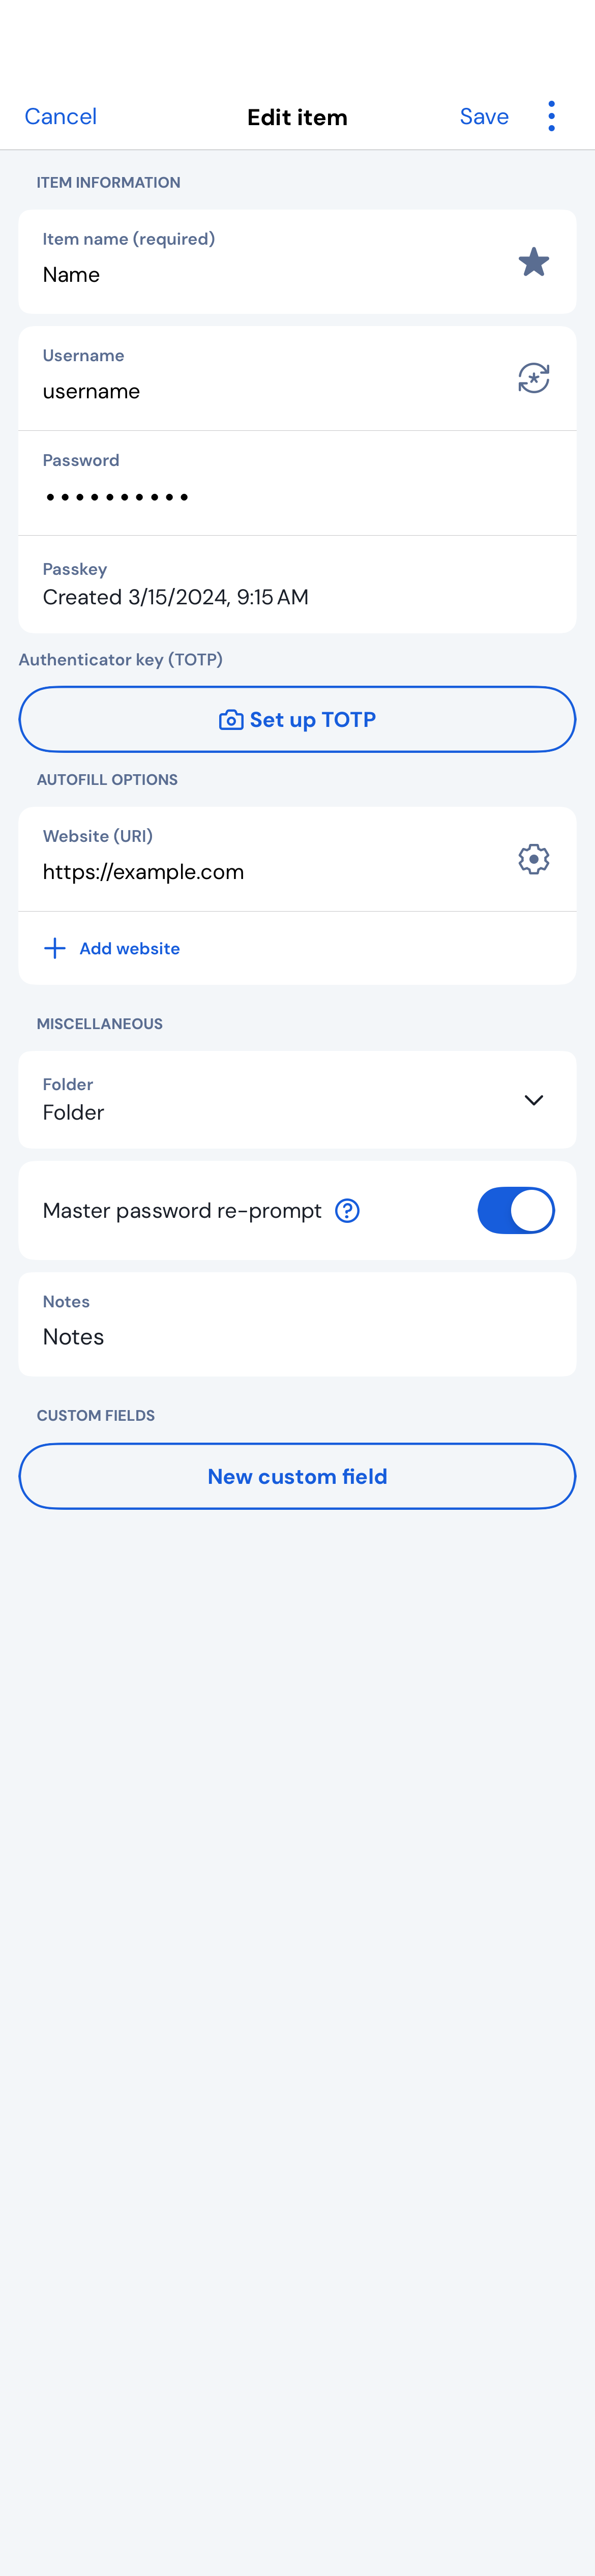 Cancel
Edit item
Save
ITEM INFORMATION
Item name (required)
Name
Username
username
Password
••••••••••
Passkey
Created 3/15/2024, 9:15 AM
Authenticator key (TOTP)
Set up TOTP
AUTOFILL OPTIONS
Website (URI)
https://example.com
Add website
MISCELLANEOUS
Folder
Folder
Master password re-prompt
Notes
Notes
CUSTOM FIELDS
New custom field